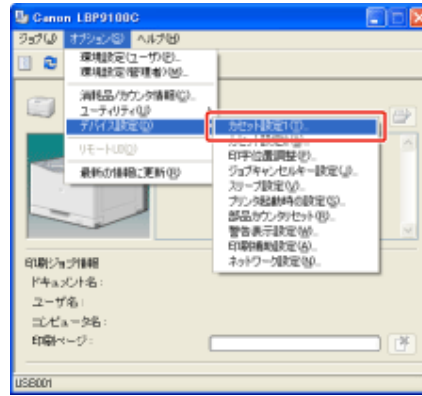 Canon LBP9100C
ジョブ(J) オプション(S) ヘルプ(H)
環境設定(ユーザ)(P)...
環境設定(管理者)(M)...
消耗品/カウンタ情報(C)...
ユーティリティ(U)
デバイス設定(D)
リモートUI(O)
最新の情報に更新(R)
カセット設定1(T)...
印字位置調整(P)...
ジョブキャンセルキー設定(J)...
スリープ設定(V)...
プリンタ起動時の設定(S)...
部品カウンタリセット(R)...
警告表示設定(W)...
印刷補助設定(A)...
ネットワーク設定(N)...
印刷ジョブ情報
ドキュメント名:
ユーザ名:
コンピュータ名:
印刷ページ:
USB001